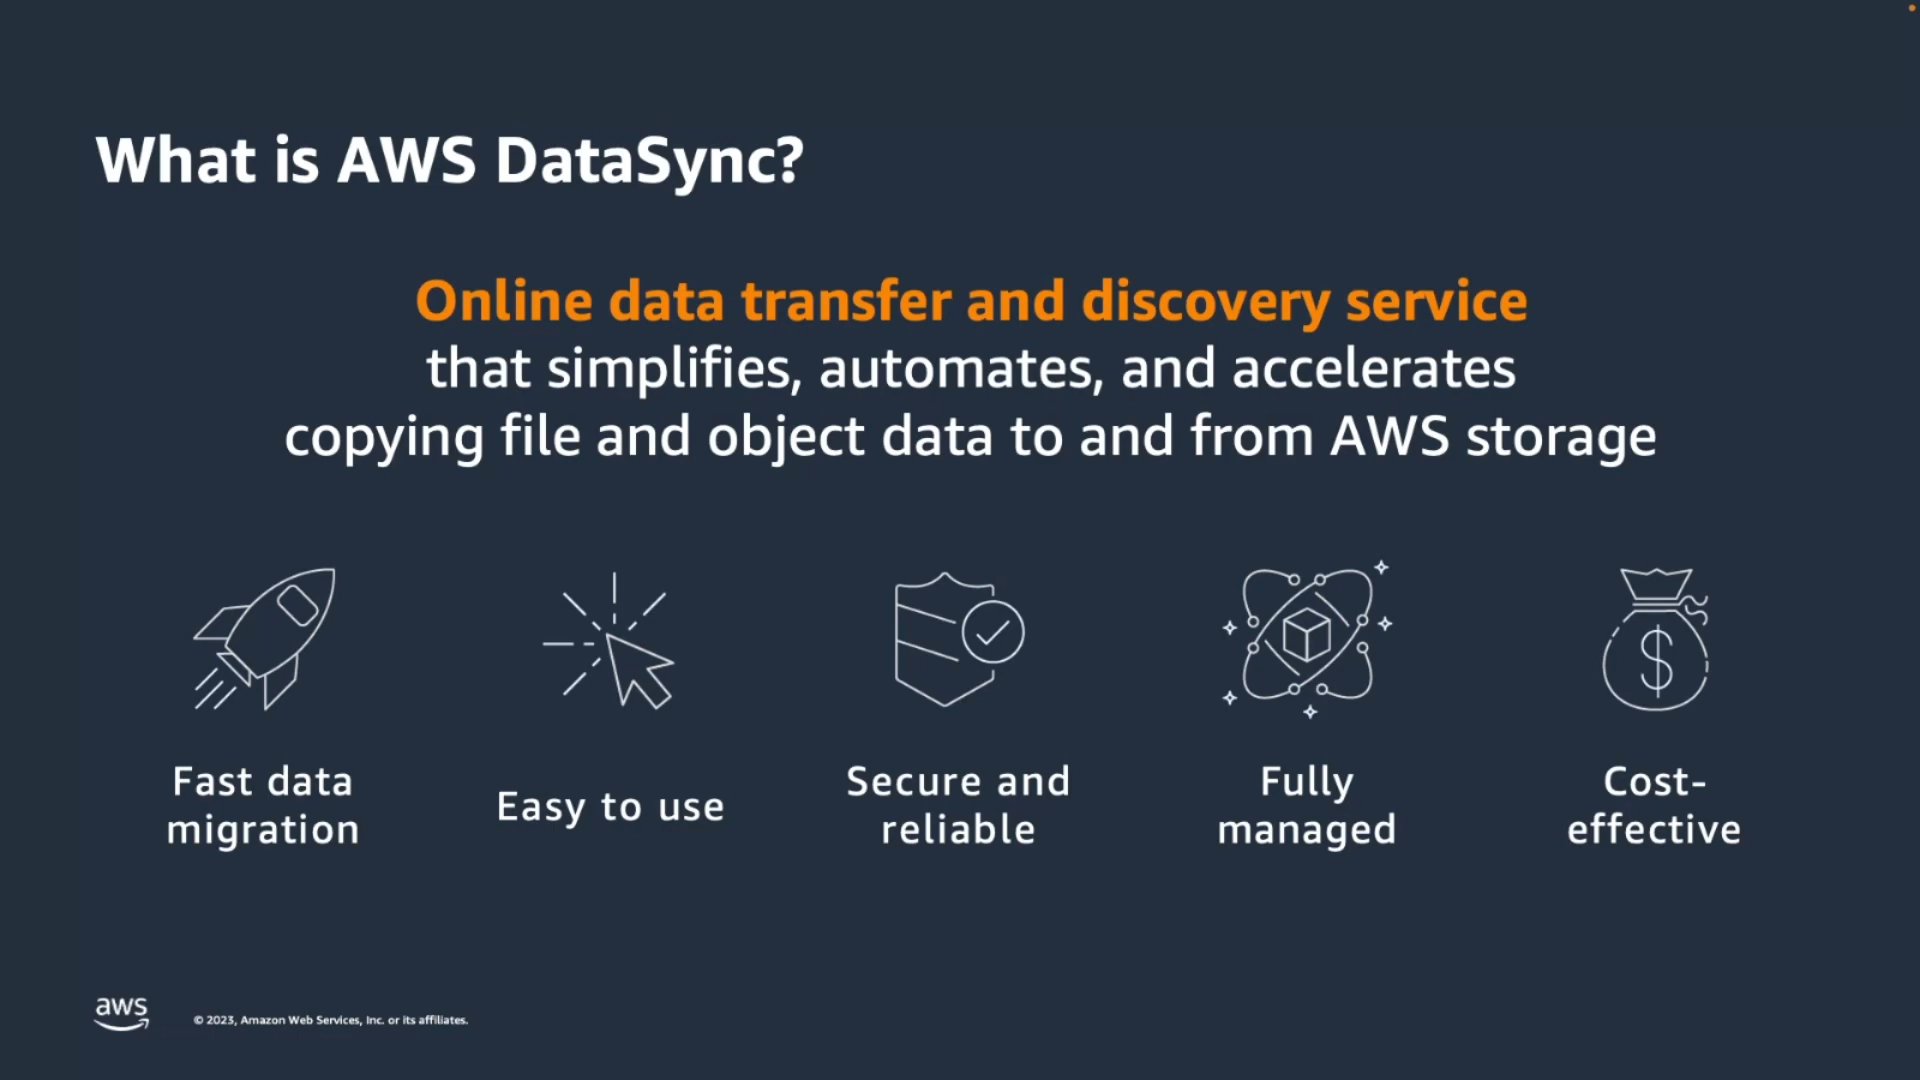 What is AWS DataSync?
Online data transfer and discovery service
that simplifies, automates, and accelerates
copying file and object data to and from AWS storage
$
Fast data
migration
Easy to use
Secure and
reliable
Fully
managed
Cost-
effective
aws
© 2023, Amazon Web Services, Inc. or its affiliates.